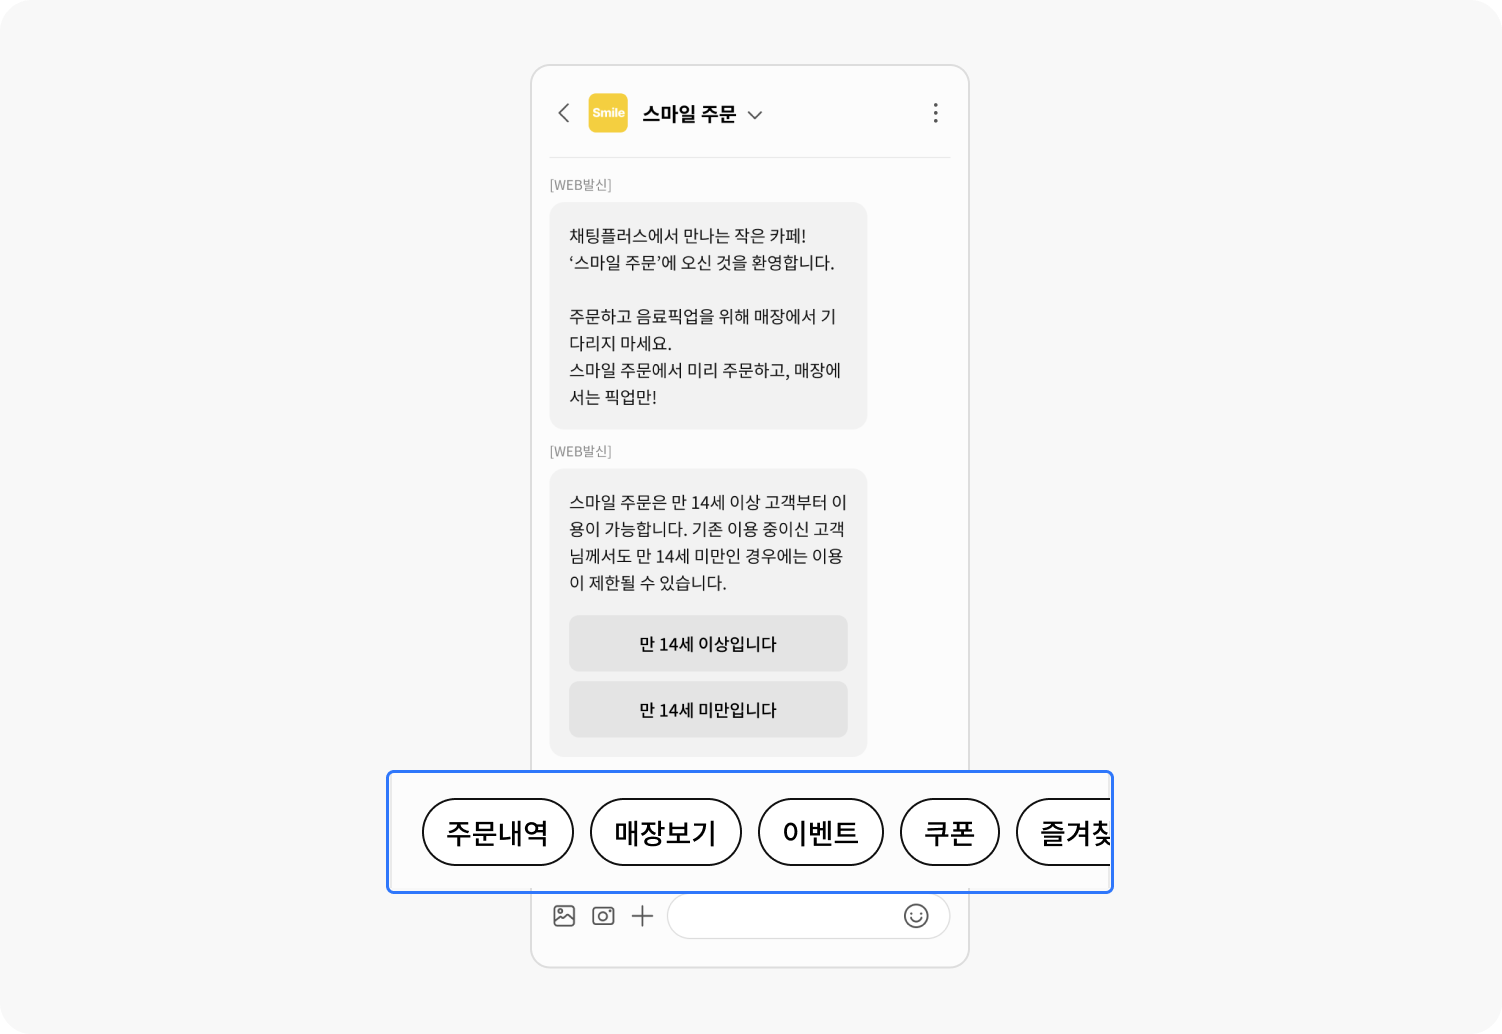 Smile 스마일 주문
[WEB발신]
채팅플러스에서 만나는 작은 카페!
‘스마일 주문’에 오신 것을 환영합니다.
주문하고 음료픽업을 위해 매장에서 기
다리지 마세요.
스마일 주문에서 미리 주문하고, 매장에
서는 픽업만!
[WEB발신]
스마일 주문은 만 14세 이상 고객부터 이
용이 가능합니다. 기존 이용 중이신 고객
님께서도 만 14세 미만인 경우에는 이용
이 제한될 수 있습니다.
만 14세 이상입니다
만 14세 미만입니다
주문내역 매장보기 이벤트 쿠폰 즐겨찾